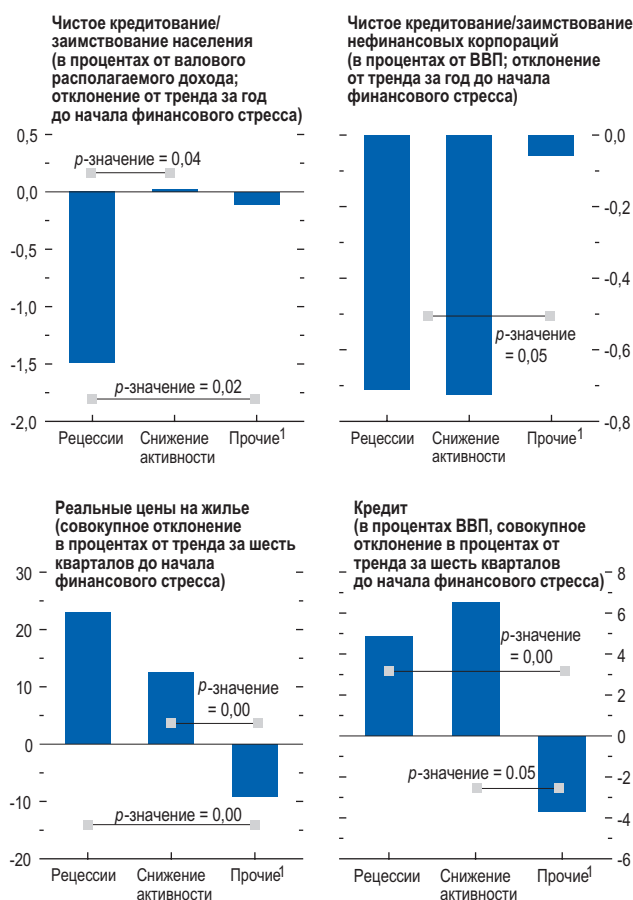 Чистое кредитование/
заимствование населения
(в процентах от валового
располагаемого дохода;
отклонение от тренда за год
до начала финансового стресса)
0,5
0,0
-0,5
-1,0
-1,5
-2,0
p-значение = 0,04
p-значение = 0,02
Рецессии
Снижение
активности
Прочие1
Чистое кредитование/заимствование
нефинансовых корпораций
(в процентах от ВВП; отклонение
от тренда за год до начала
финансового стресса)
0,0
-0,2
-0,4
-0,6
-0,8
p-значение
= 0,05
Рецессии
Снижение
активности
Прочие1
Реальные цены на жилье
(совокупное отклонение
в процентах от тренда за шесть
кварталов до начала
финансового стресса)
30
20
10
0
-10
-20
p-значение
= 0,00
p-значение = 0,00
Рецессии
Снижение
активности
Прочие1
Кредит
(в процентах ВВП, совокупное
отклонение в процентах от
тренда за шесть кварталов
до начала финансового стресса)
8
6
4
2
0
-2
-4
-6
p-значение
= 0,00
p-значение = 0.05
Рецессии
Снижение
активности
Прочие1